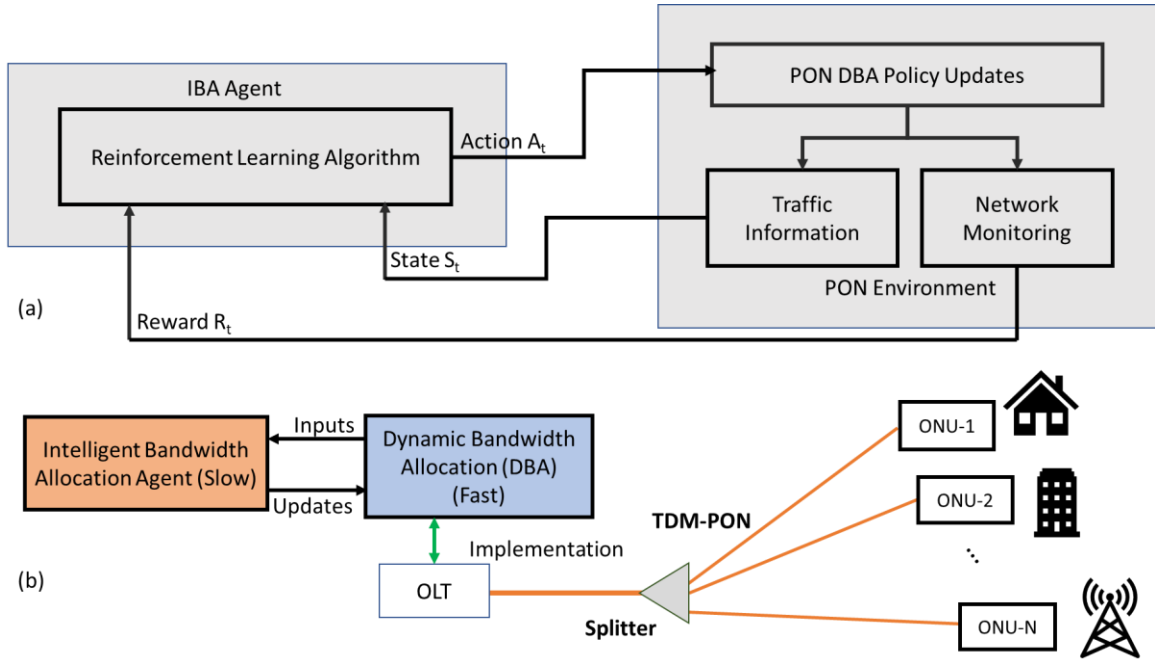 IBA Agent
Reinforcement Learning Algorithm
Action Aₜ
State Sₜ
Reward Rₜ
PON DBA Policy Updates
Traffic
Information
Network
Monitoring
PON Environment
(a)
Intelligent Bandwidth
Allocation Agent (Slow)
Inputs
Updates
Dynamic Bandwidth
Allocation (DBA)
(Fast)
Implementation
OLT
(b)
TDM-PON
Splitter
ONU-1
ONU-2
...
ONU-N